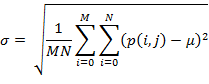 σ = √(1/MN ∑_{i=0}^{M} ∑_{i=0}^{N} (p(i,j) − μ)²)